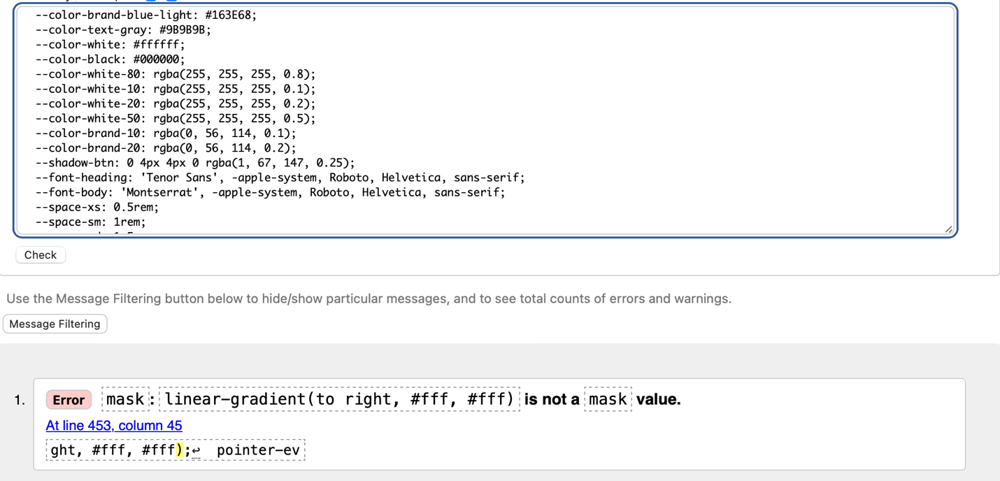 --color-brand-blue-light: #163E68;
--color-text-gray: #9B9B9B;
--color-white: #ffffff;
--color-black: #000000;
--color-white-80: rgba(255, 255, 255, 0.8);
--color-white-10: rgba(255, 255, 255, 0.1);
--color-white-20: rgba(255, 255, 255, 0.2);
--color-white-50: rgba(255, 255, 255, 0.5);
--color-brand-10: rgba(0, 56, 114, 0.1);
--color-brand-20: rgba(0, 56, 114, 0.2);
--shadow-btn: 0 4px 4px 0 rgba(1, 67, 147, 0.25);
--font-heading: 'Tenor Sans', -apple-system, Roboto, Helvetica, sans-serif;
--font-body: 'Montserrat', -apple-system, Roboto, Helvetica, sans-serif;
--space-xs: 0.5rem;
--space-sm: 1rem;
Check
Use the Message Filtering button below to hide/show particular messages, and to see total counts of errors and warnings.
Message Filtering
1. Error mask: linear-gradient(to right, #fff, #fff) is not a mask value.
At line 453, column 45
ght, #fff, #fff);↩ pointer-ev